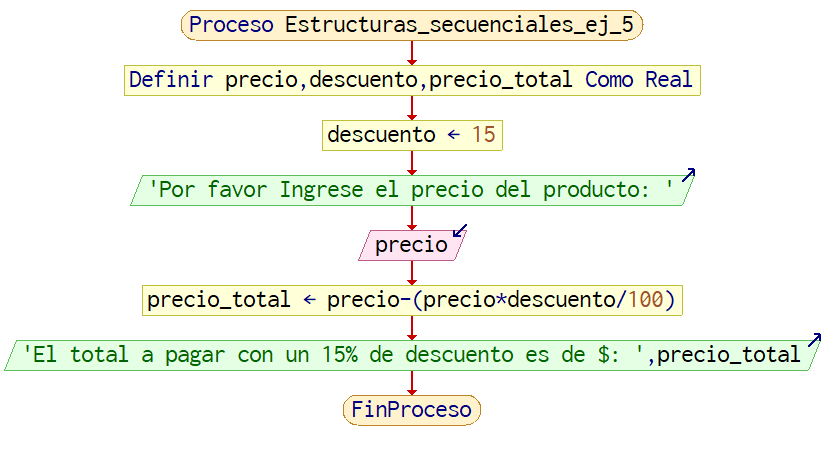 Proceso Estructuras_secuenciales_ej_5
Definir precio,descuento,precio_total Como Real
descuento ← 15
'Por favor Ingrese el precio del producto: '
precio
precio_total ← precio-(precio*descuento/100)
'El total a pagar con un 15% de descuento es de $: ',precio_total
FinProceso